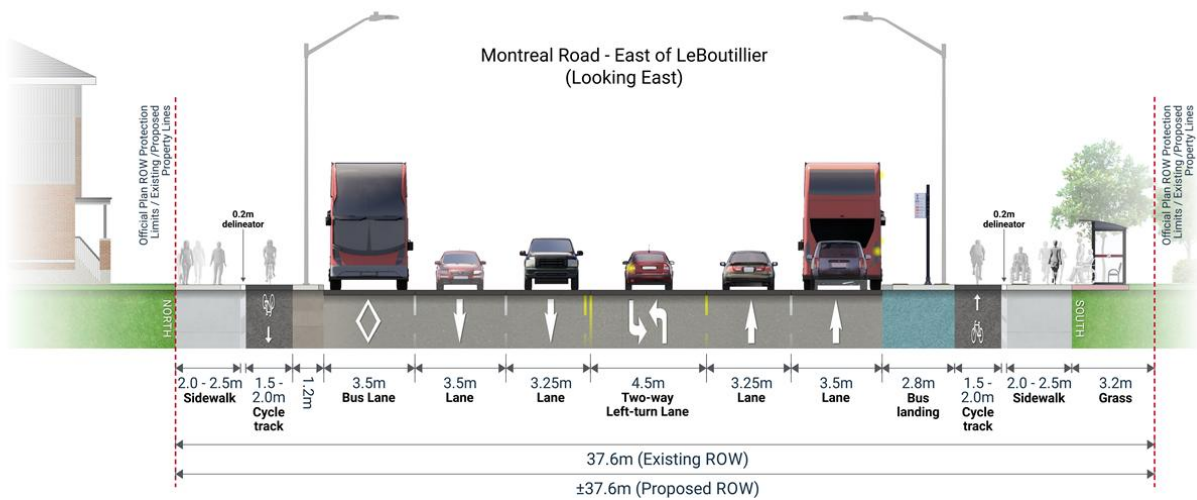 Montreal Road - East of LeBoutillier
(Looking East)
Official Plan ROW Protection
Limits / Existing /Proposed
Property Lines
0.2m
delineator
0.2m
delineator
Official Plan ROW Protection
Limits / Existing /Proposed
Property Lines
NORTH
SOUTH
2.0 - 2.5m
Sidewalk
1.5 -
2.0m
Cycle
track
1.2m
3.5m
Bus Lane
3.5m
Lane
3.25m
Lane
4.5m
Two-way
Left-turn Lane
3.25m
Lane
3.5m
Lane
2.8m
Bus
landing
1.5 -
2.0m
Cycle
track
2.0 - 2.5m
Sidewalk
3.2m
Grass
37.6m (Existing ROW)
±37.6m (Proposed ROW)